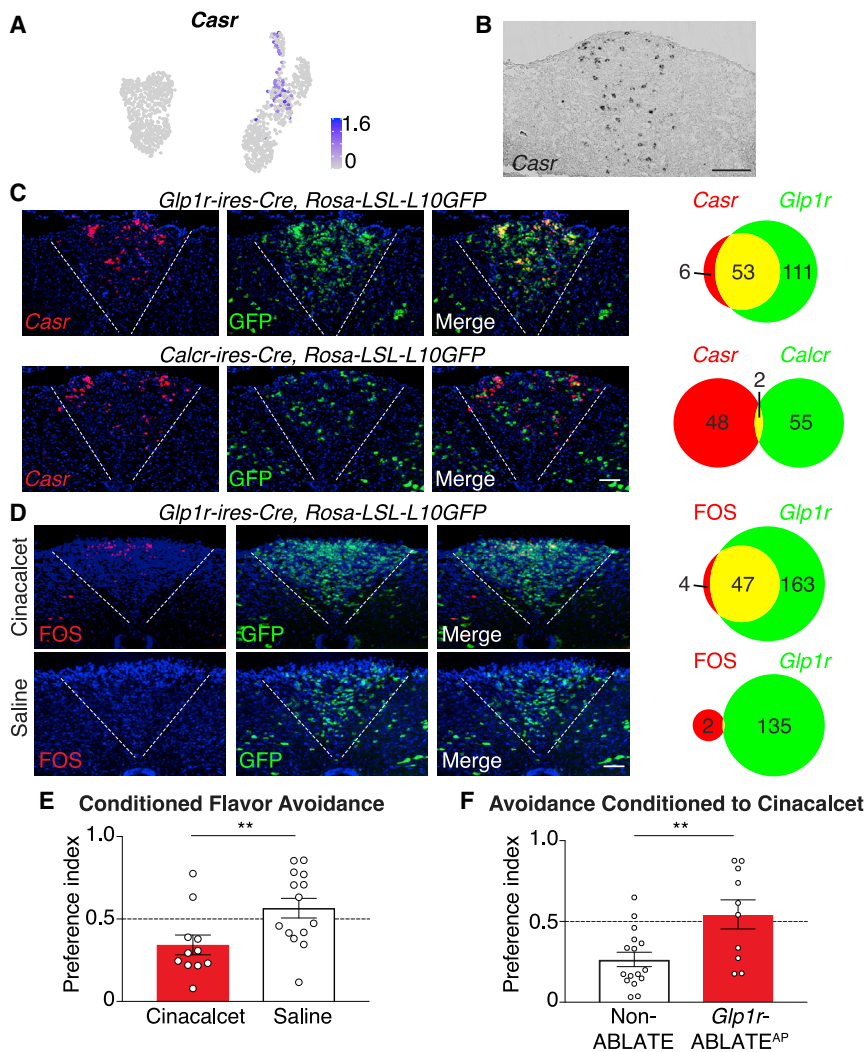 A
Casr
1.6
0
B
Casr
C
Glp1r-ires-Cre, Rosa-LSL-L10GFP
Casr
GFP
Merge
Casr
Glp1r
6
53
111
Calcr-ires-Cre, Rosa-LSL-L10GFP
Casr
GFP
Merge
Casr
Calcr
2
48
55
D
Glp1r-ires-Cre, Rosa-LSL-L10GFP
Cinacalcet
FOS
GFP
Merge
FOS
Glp1r
4
47
163
Saline
FOS
GFP
Merge
FOS
Glp1r
2
135
E
Conditioned Flavor Avoidance
**
Preference index
1.0
0.5
0
Cinacalcet
Saline
F
Avoidance Conditioned to Cinacalcet
**
Preference index
1.0
0.5
0
Non-
ABLATE
Glp1r-
ABLATEᴬᴾ